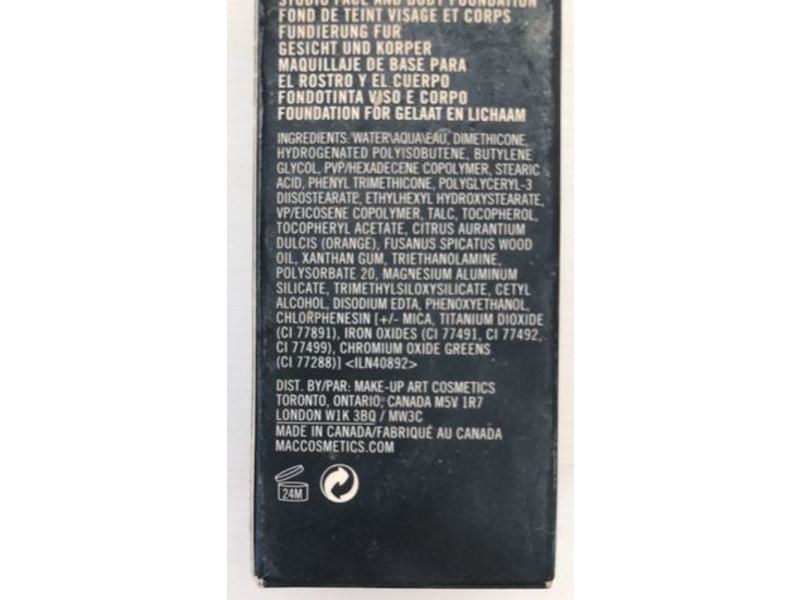 STUDIO FACE AND BODY FOUNDATION
FOND DE TEINT VISAGE ET CORPS
FUNDIERUNG FUR
GESICHT UND KORPER
MAQUILLAJE DE BASE PARA
EL ROSTRO Y EL CUERPO
FONDOTINTA VISO E CORPO
FOUNDATION FOR GELAAT EN LICHAAM
INGREDIENTS: WATER\AQUA\EAU, DIMETHICONE,
HYDROGENATED POLYISOBUTENE, BUTYLENE
GLYCOL, PVP/HEXADECENE COPOLYMER, STEARIC
ACID, PHENYL TRIMETHICONE, POLYGLYCERYL-3
DIISOSTEARATE, ETHYLHEXYL HYDROXYSTEARATE,
VP/EICOSENE COPOLYMER, TALC, TOCOPHEROL,
TOCOPHERYL ACETATE, CITRUS AURANTIUM
DULCIS (ORANGE), FUSANUS SPICATUS WOOD
OIL, XANTHAN GUM, TRIETHANOLAMINE,
POLYSORBATE 20, MAGNESIUM ALUMINUM
SILICATE, TRIMETHYLSILOXYSILICATE, CETYL
ALCOHOL, DISODIUM EDTA, PHENOXYETHANOL,
CHLORPHENESIN [+/- MICA, TITANIUM DIOXIDE
(CI 77891), IRON OXIDES (CI 77491, CI 77492,
CI 77499), CHROMIUM OXIDE GREENS
(CI 77288)] <ILN40892>
DIST. BY/PAR: MAKE-UP ART COSMETICS
TORONTO, ONTARIO, CANADA M5V 1R7
LONDON W1K 3BQ / MW3C
MADE IN CANADA/FABRIQUÉ AU CANADA
MACCOSMETICS.COM
24M